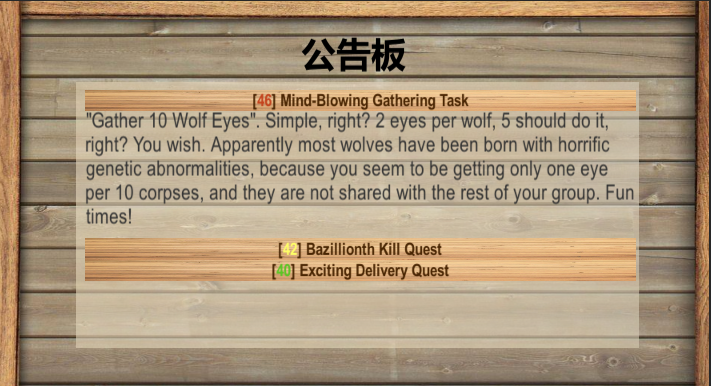 公告板
[46] Mind-Blowing Gathering Task
"Gather 10 Wolf Eyes". Simple, right? 2 eyes per wolf, 5 should do it,
right? You wish. Apparently most wolves have been born with horrific
genetic abnormalities, because you seem to be getting only one eye
per 10 corpses, and they are not shared with the rest of your group. Fun
times!
[42] Bazillionth Kill Quest
[40] Exciting Delivery Quest